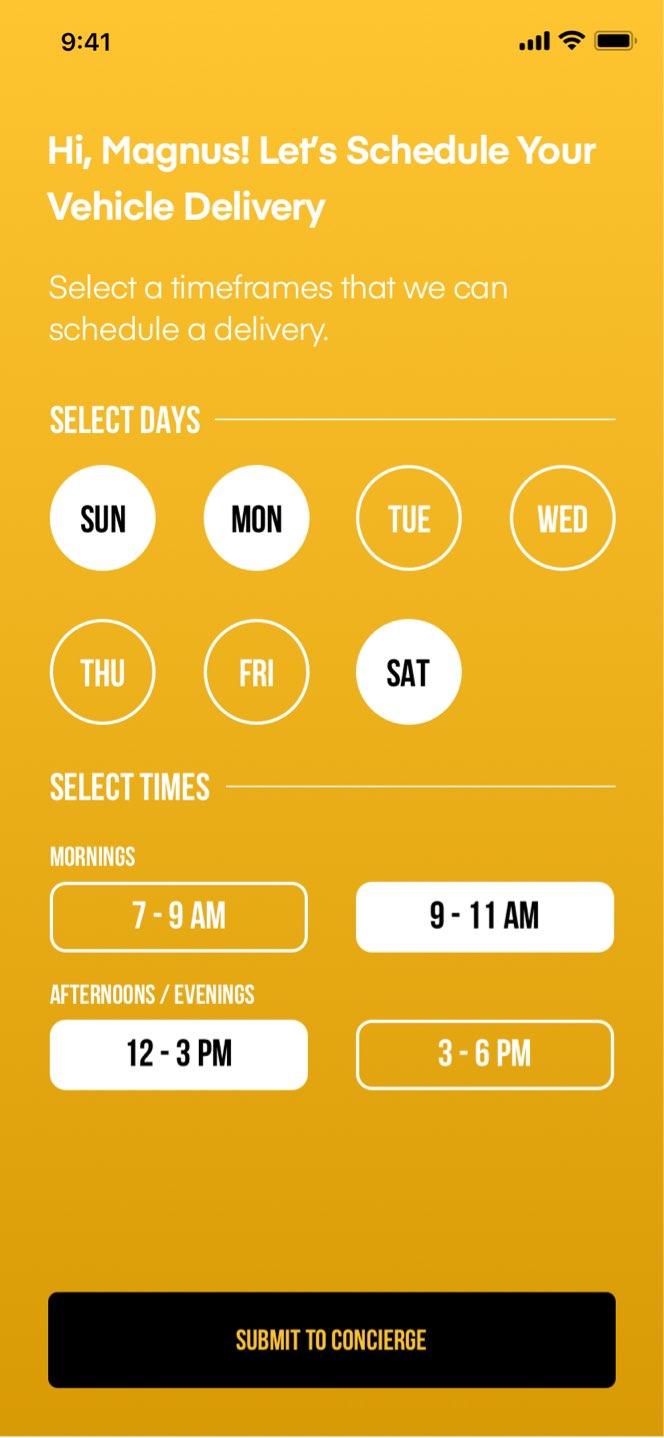 9:41
Hi, Magnus! Let's Schedule Your
Vehicle Delivery
Select a timeframes that we can
schedule a delivery.
SELECT DAYS
SUN MON TUE WED
THU FRI SAT
SELECT TIMES
MORNINGS
7 - 9 AM 9 - 11 AM
AFTERNOONS / EVENINGS
12 - 3 PM 3 - 6 PM
SUBMIT TO CONCIERGE